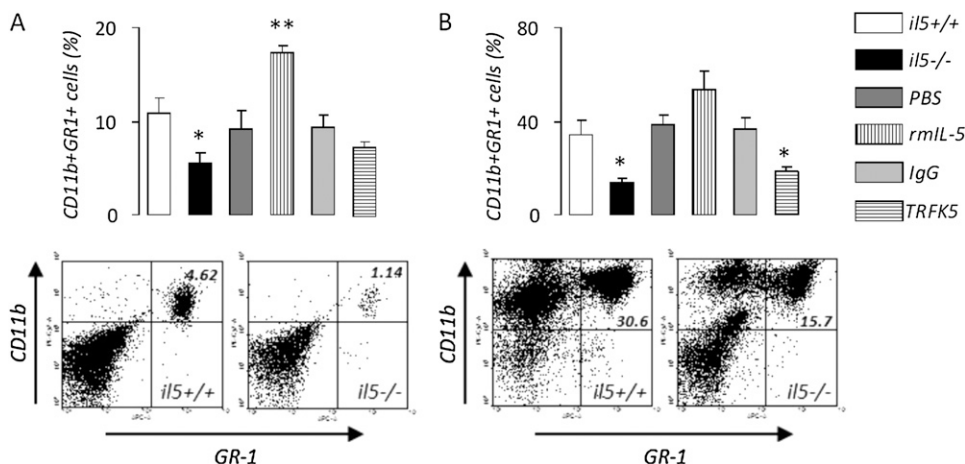 A
CD11b+GR1+ cells (%)
20
10
0
*
**
B
CD11b+GR1+ cells (%)
80
40
0
*
*
il5+/+
il5-/-
PBS
rmIL-5
IgG
TRFK5
CD11b
4.62
il5+/+
1.14
il5-/-
GR-1
CD11b
30.6
il5+/+
15.7
il5-/-
GR-1